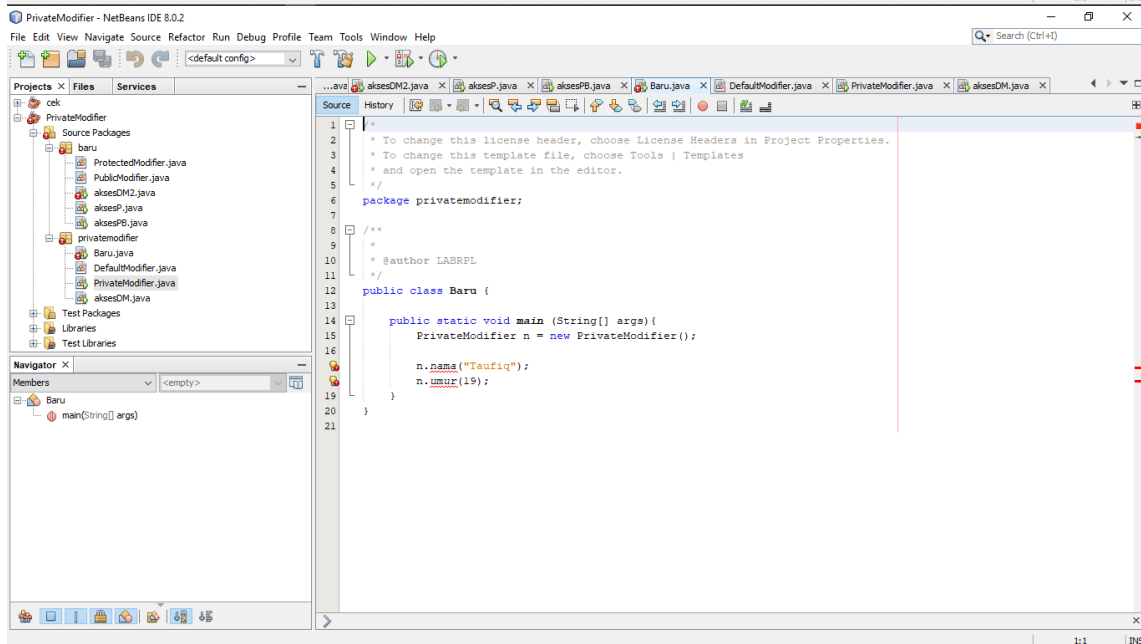 PrivateModifier - NetBeans IDE 8.0.2
File Edit View Navigate Source Refactor Run Debug Profile Team Tools Window Help
Search (Ctrl+I)
<default config>
Projects Files Services
cek
PrivateModifier
Source Packages
baru
ProtectedModifier.java
PublicModifier.java
aksesDM2.java
aksesP.java
aksesPB.java
privatemodifier
Baru.java
DefaultModifier.java
PrivateModifier.java
aksesDM.java
Test Packages
Libraries
Test Libraries
Navigator
Members <empty>
Baru
main(String[] args)
...ava aksesDM2.java aksesP.java aksesPB.java Baru.java DefaultModifier.java PrivateModifier.java aksesDM.java
Source History
1 /*
2 * To change this license header, choose License Headers in Project Properties.
3 * To change this template file, choose Tools | Templates
4 * and open the template in the editor.
5 */
6 package privatemodifier;
7
8 /**
9 *
10 * @author LABRPL
11 */
12 public class Baru {
13
14 public static void main (String[] args){
15 PrivateModifier n = new PrivateModifier();
16
n.nama("Taufiq");
n.umur(19);
19 }
20 }
21
1:1 INS